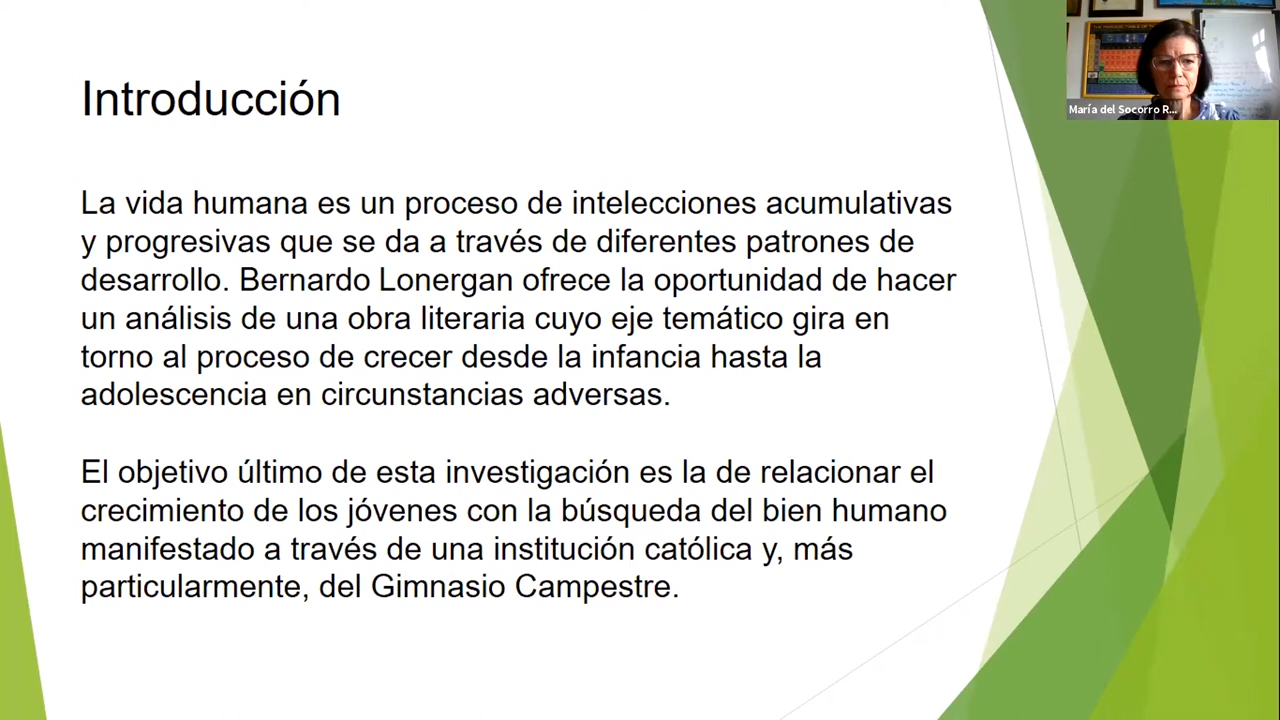 Introducción
La vida humana es un proceso de intelecciones acumulativas
y progresivas que se da a través de diferentes patrones de
desarrollo. Bernardo Lonergan ofrece la oportunidad de hacer
un análisis de una obra literaria cuyo eje temático gira en
torno al proceso de crecer desde la infancia hasta la
adolescencia en circunstancias adversas.
El objetivo último de esta investigación es la de relacionar el
crecimiento de los jóvenes con la búsqueda del bien humano
manifestado a través de una institución católica y, más
particularmente, del Gimnasio Campestre.
María del Socorro R...